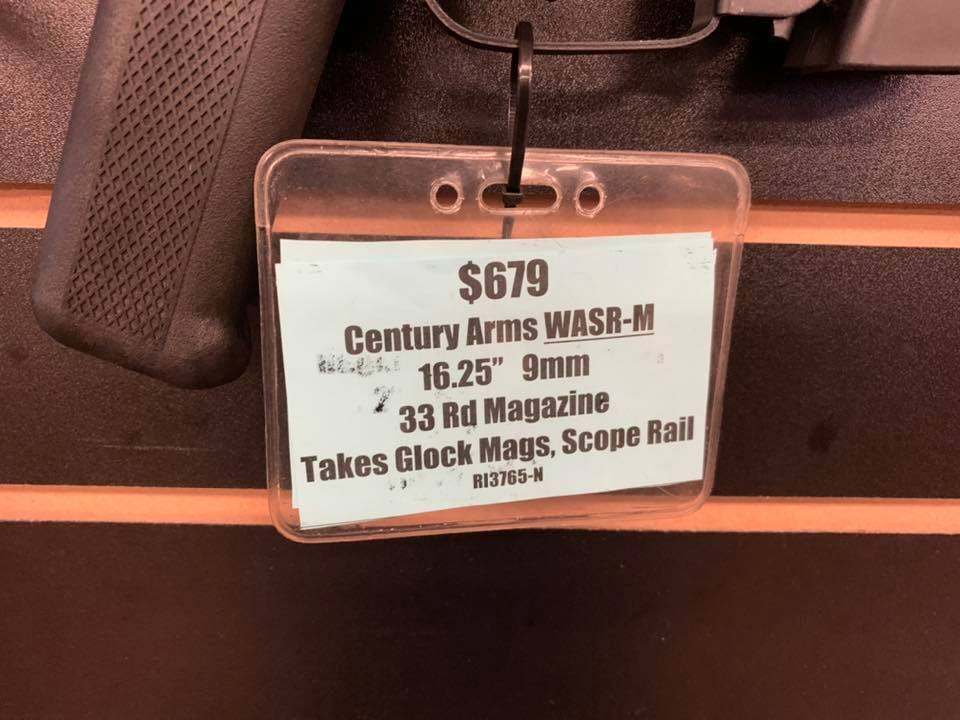 $679
Century Arms WASR-M
16.25” 9mm
33 Rd Magazine
Takes Glock Mags, Scope Rail
RI3765-N